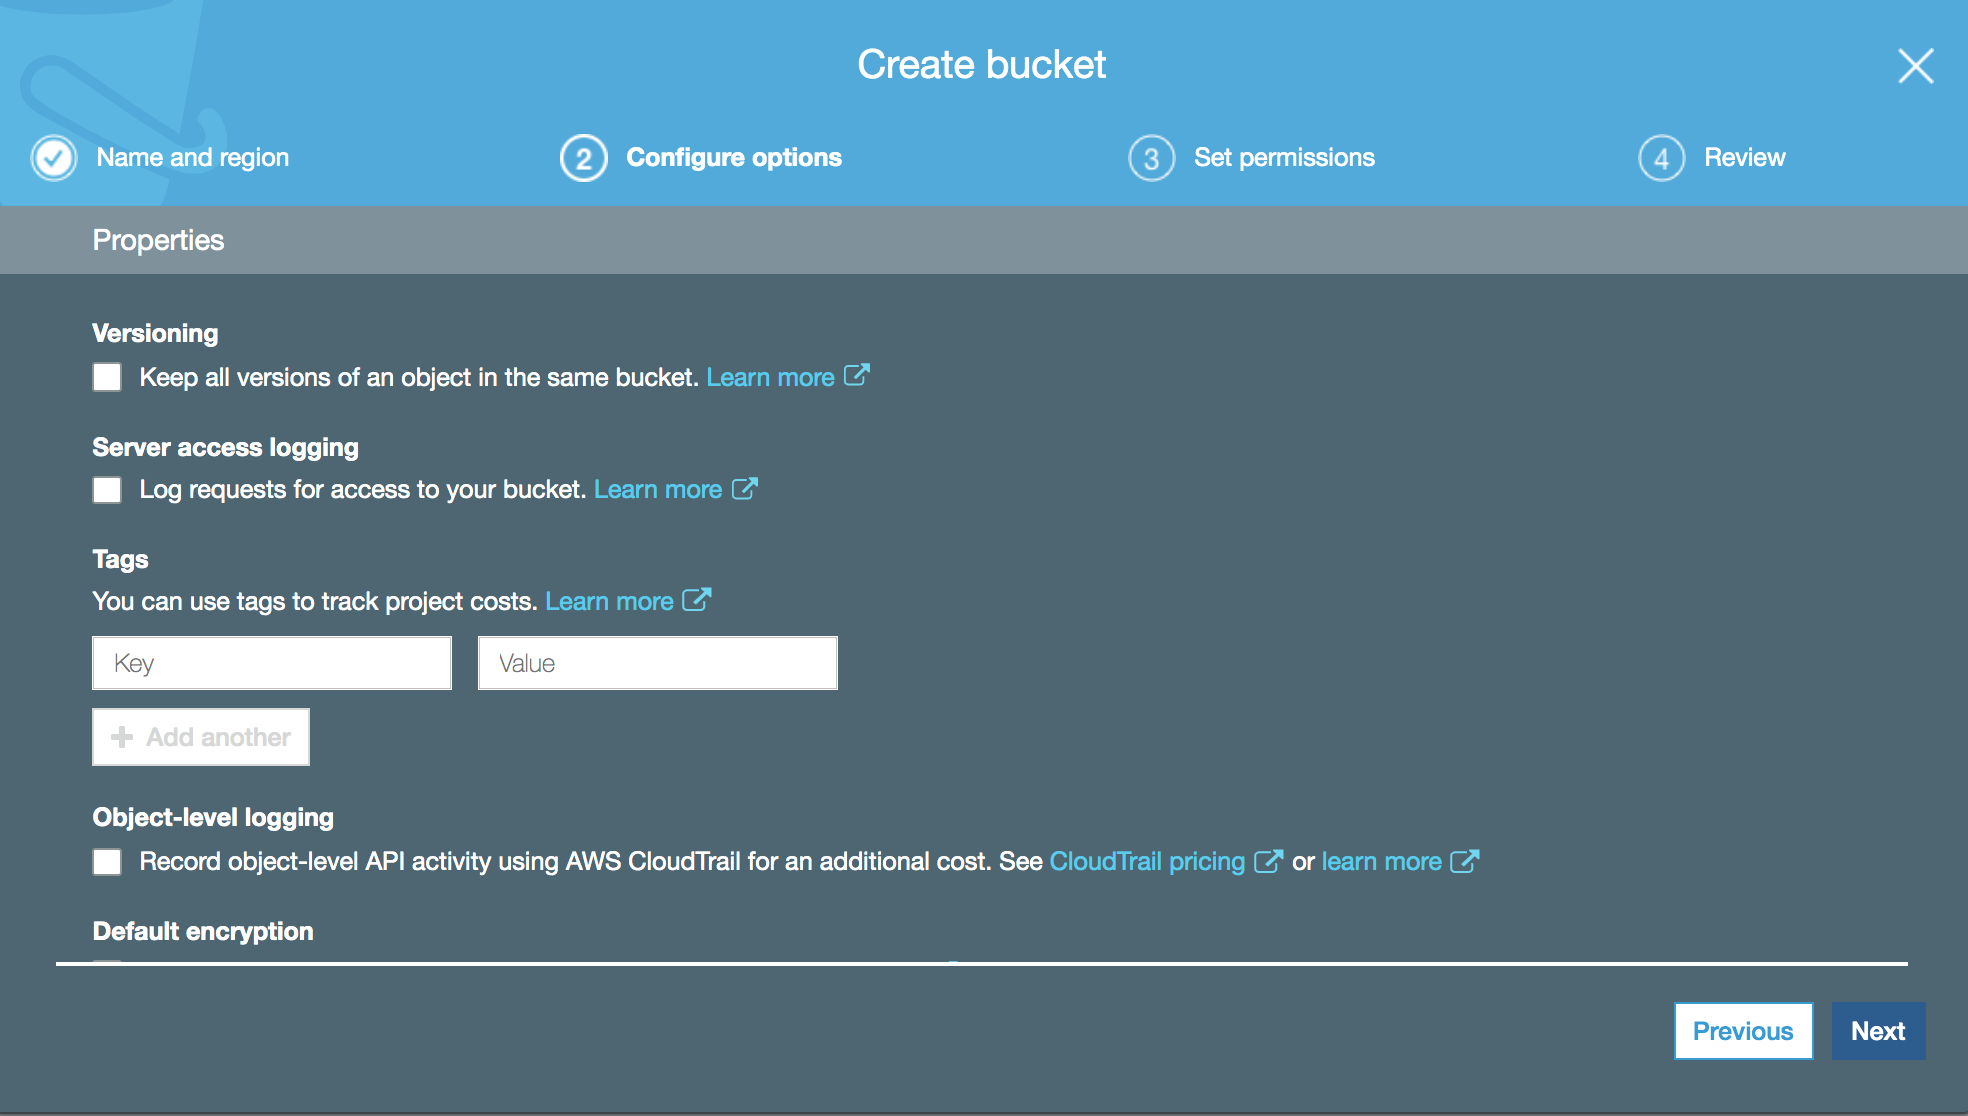 Create bucket
Name and region
2 Configure options
3 Set permissions
4 Review
Properties
Versioning
Keep all versions of an object in the same bucket. Learn more
Server access logging
Log requests for access to your bucket. Learn more
Tags
You can use tags to track project costs. Learn more
Key
Value
+ Add another
Object-level logging
Record object-level API activity using AWS CloudTrail for an additional cost. See CloudTrail pricing or learn more
Default encryption
Previous
Next